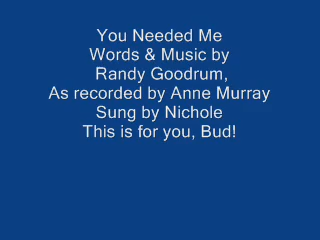 You Needed Me
Words & Music by
Randy Goodrum,
As recorded by Anne Murray
Sung by Nichole
This is for you, Bud!